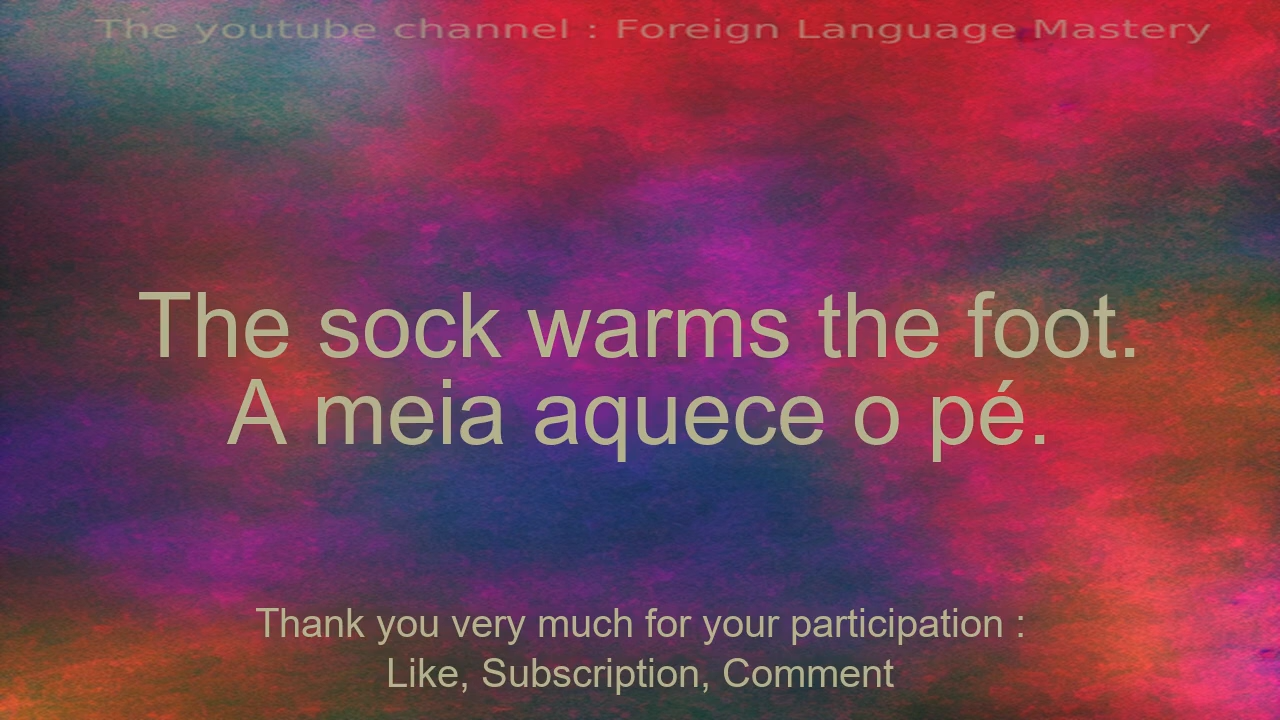 The youtube channel : Foreign Language Mastery
The sock warms the foot.
A meia aquece o pé.
Thank you very much for your participation :
Like, Subscription, Comment